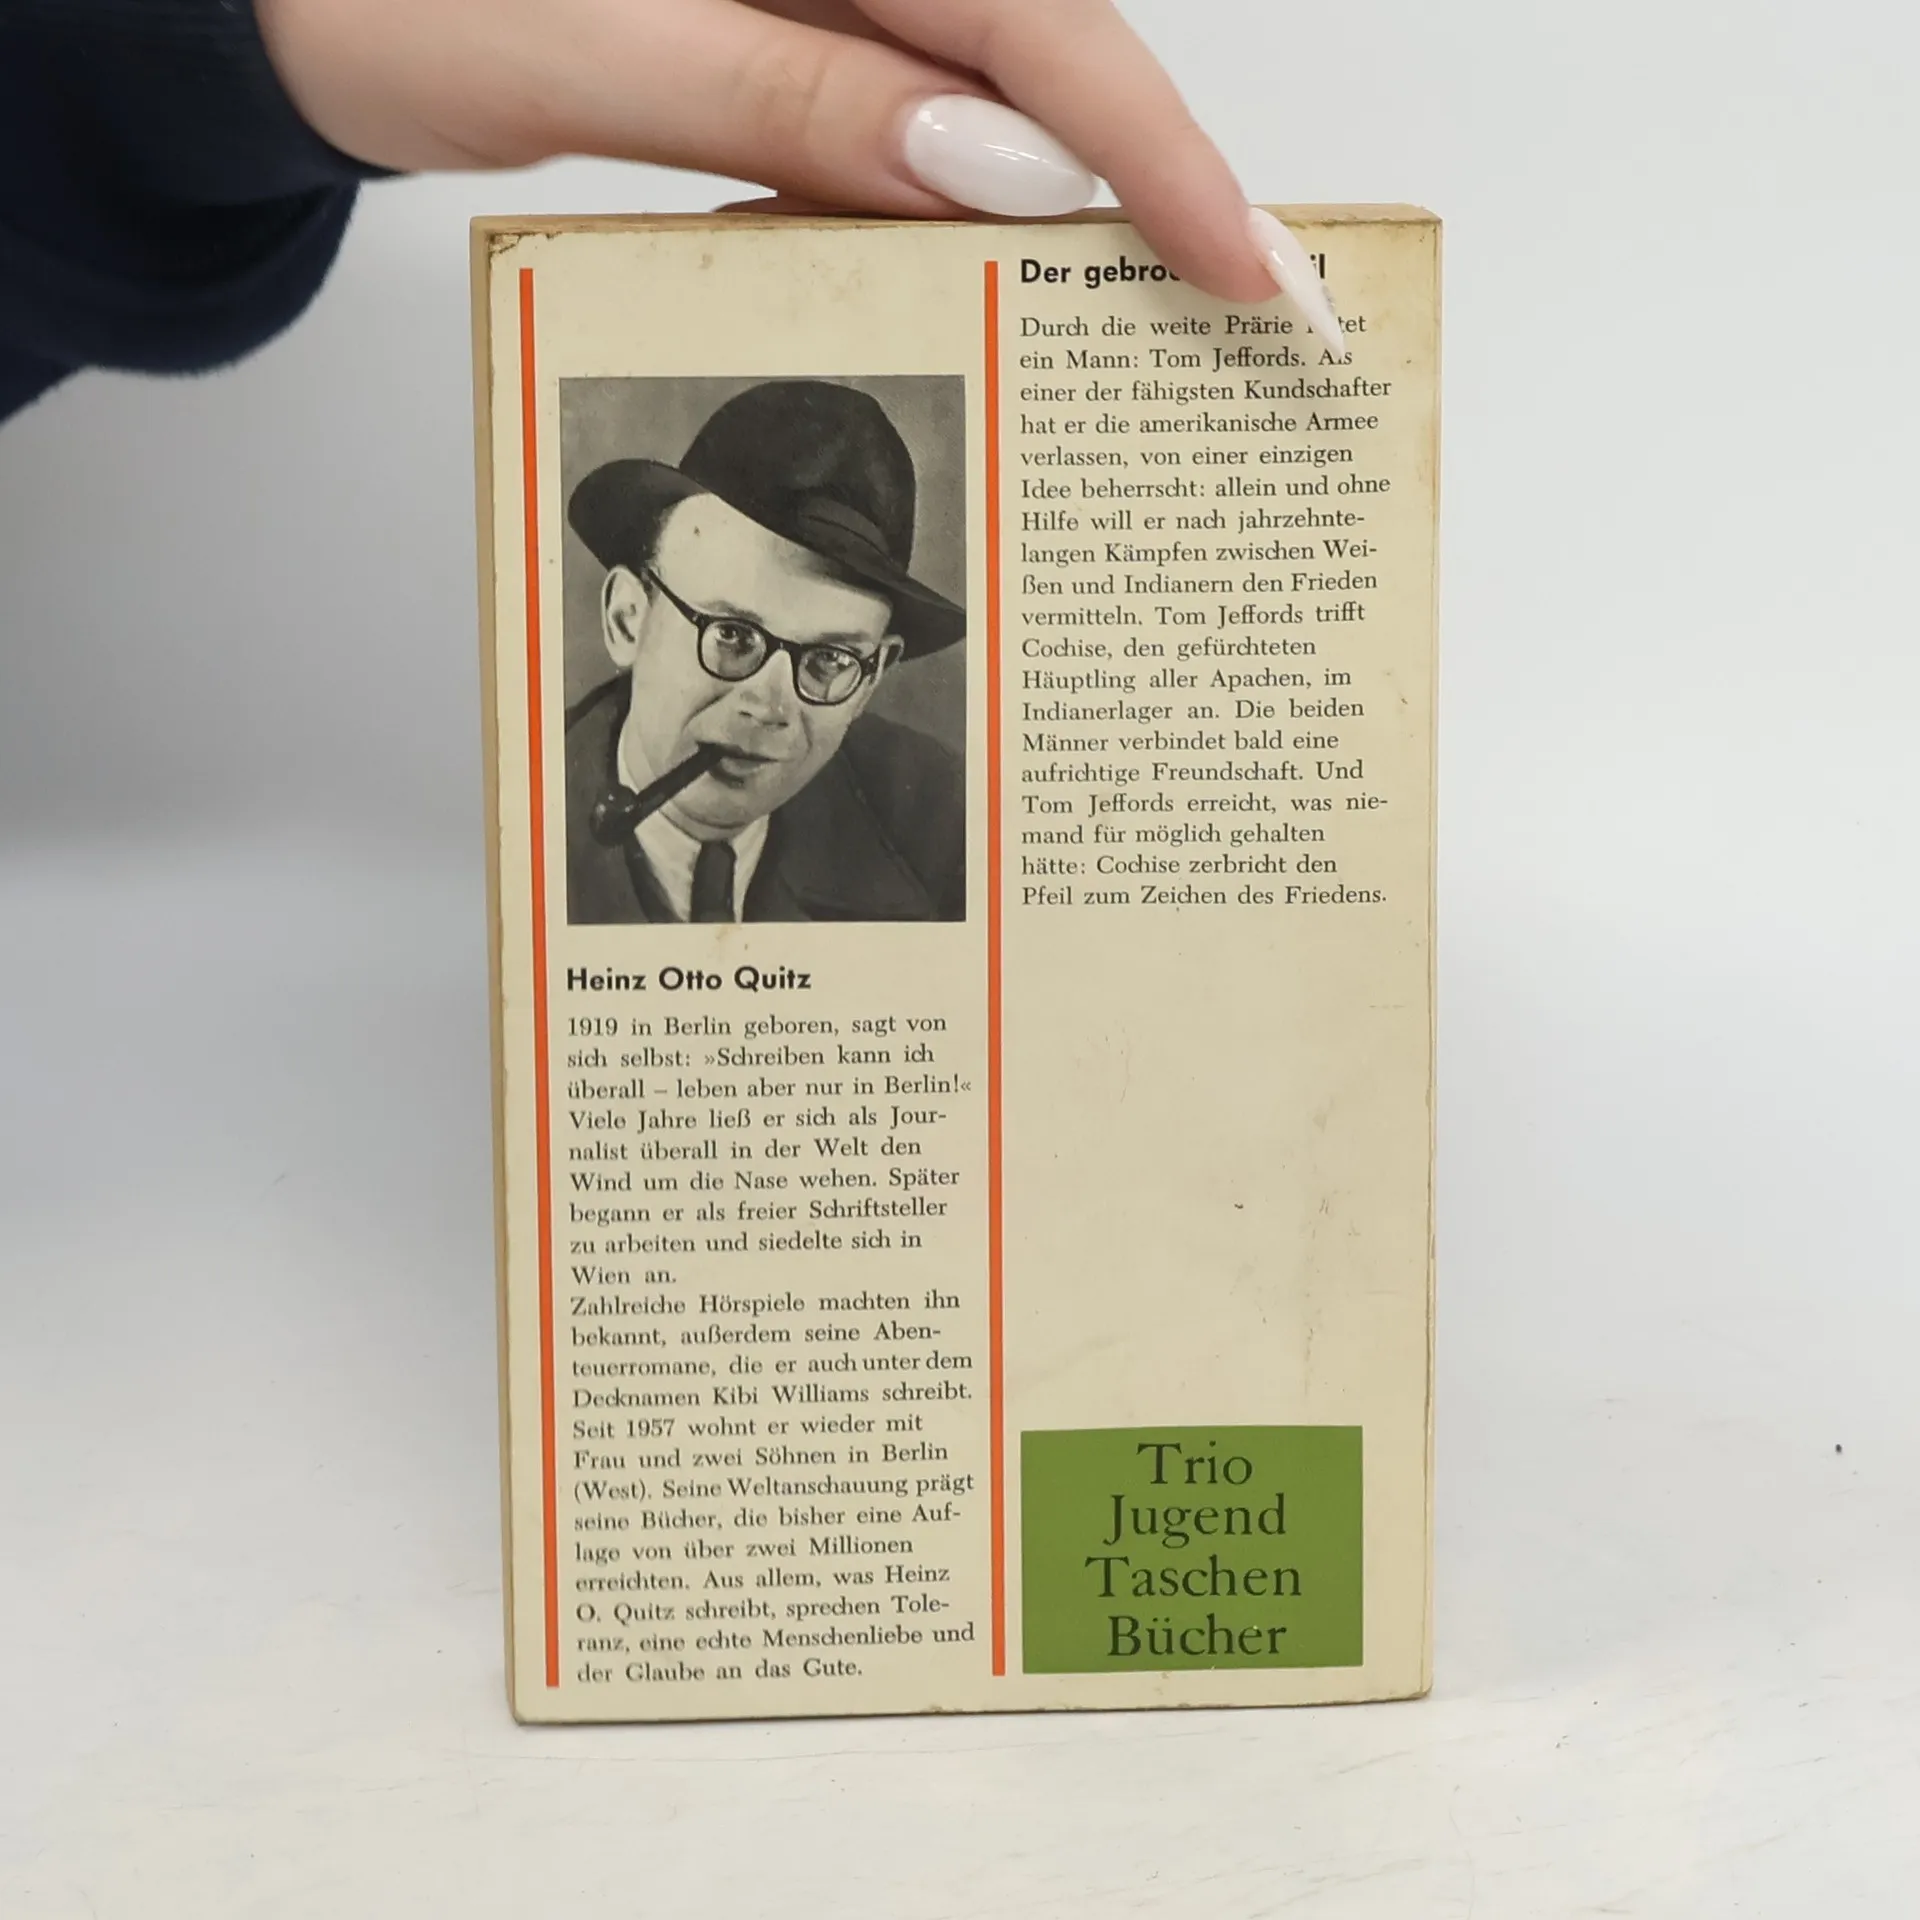 Heinz Otto Quitz
1919 in Berlin geboren, sagt von
sich selbst: »Schreiben kann ich
überall – leben aber nur in Berlin!«
Viele Jahre ließ er sich als Jour-
nalist überall in der Welt den
Wind um die Nase wehen. Später
begann er als freier Schriftsteller
zu arbeiten und siedelte sich in
Wien an.
Zahlreiche Hörspiele machten ihn
bekannt, außerdem seine Aben-
teuerromane, die er auch unter dem
Decknamen Kibi Williams schreibt.
Seit 1957 wohnt er wieder mit
Frau und zwei Söhnen in Berlin
(West). Seine Weltanschauung prägt
seine Bücher, die bisher eine Auf-
lage von über zwei Millionen
erreichten. Aus allem, was Heinz
O. Quitz schreibt, sprechen Tole-
ranz, eine echte Menschenliebe und
der Glaube an das Gute.
Der
Durch die weite Prärie
ein Mann: Tom Jeffords. Als
einer der fähigsten Kundschafter
hat er die amerikanische Armee
verlassen, von einer einzigen
Idee beherrscht: allein und ohne
Hilfe will er nach jahrzehnte-
langen Kämpfen zwischen Wei-
ßen und Indianern den Frieden
vermitteln. Tom Jeffords trifft
Cochise, den gefürchteten
Häuptling aller Apachen, im
Indianerlager an. Die beiden
Männer verbindet bald eine
aufrichtige Freundschaft. Und
Tom Jeffords erreicht, was nie-
mand für möglich gehalten
hätte: Cochise zerbricht den
Pfeil zum Zeichen des Friedens.
Trio
Jugend
Taschen
Bücher